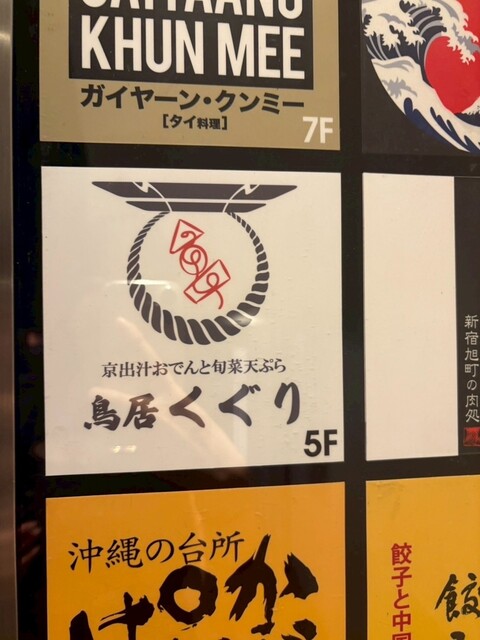 KHUN MEE
ガイヤーン・クンミー
[タイ料理]
7F
京出汁おでんと旬菜天ぷら
鳥居くぐり
5F
新宿旭町の肉処
沖縄の台所
餃子と中
餃